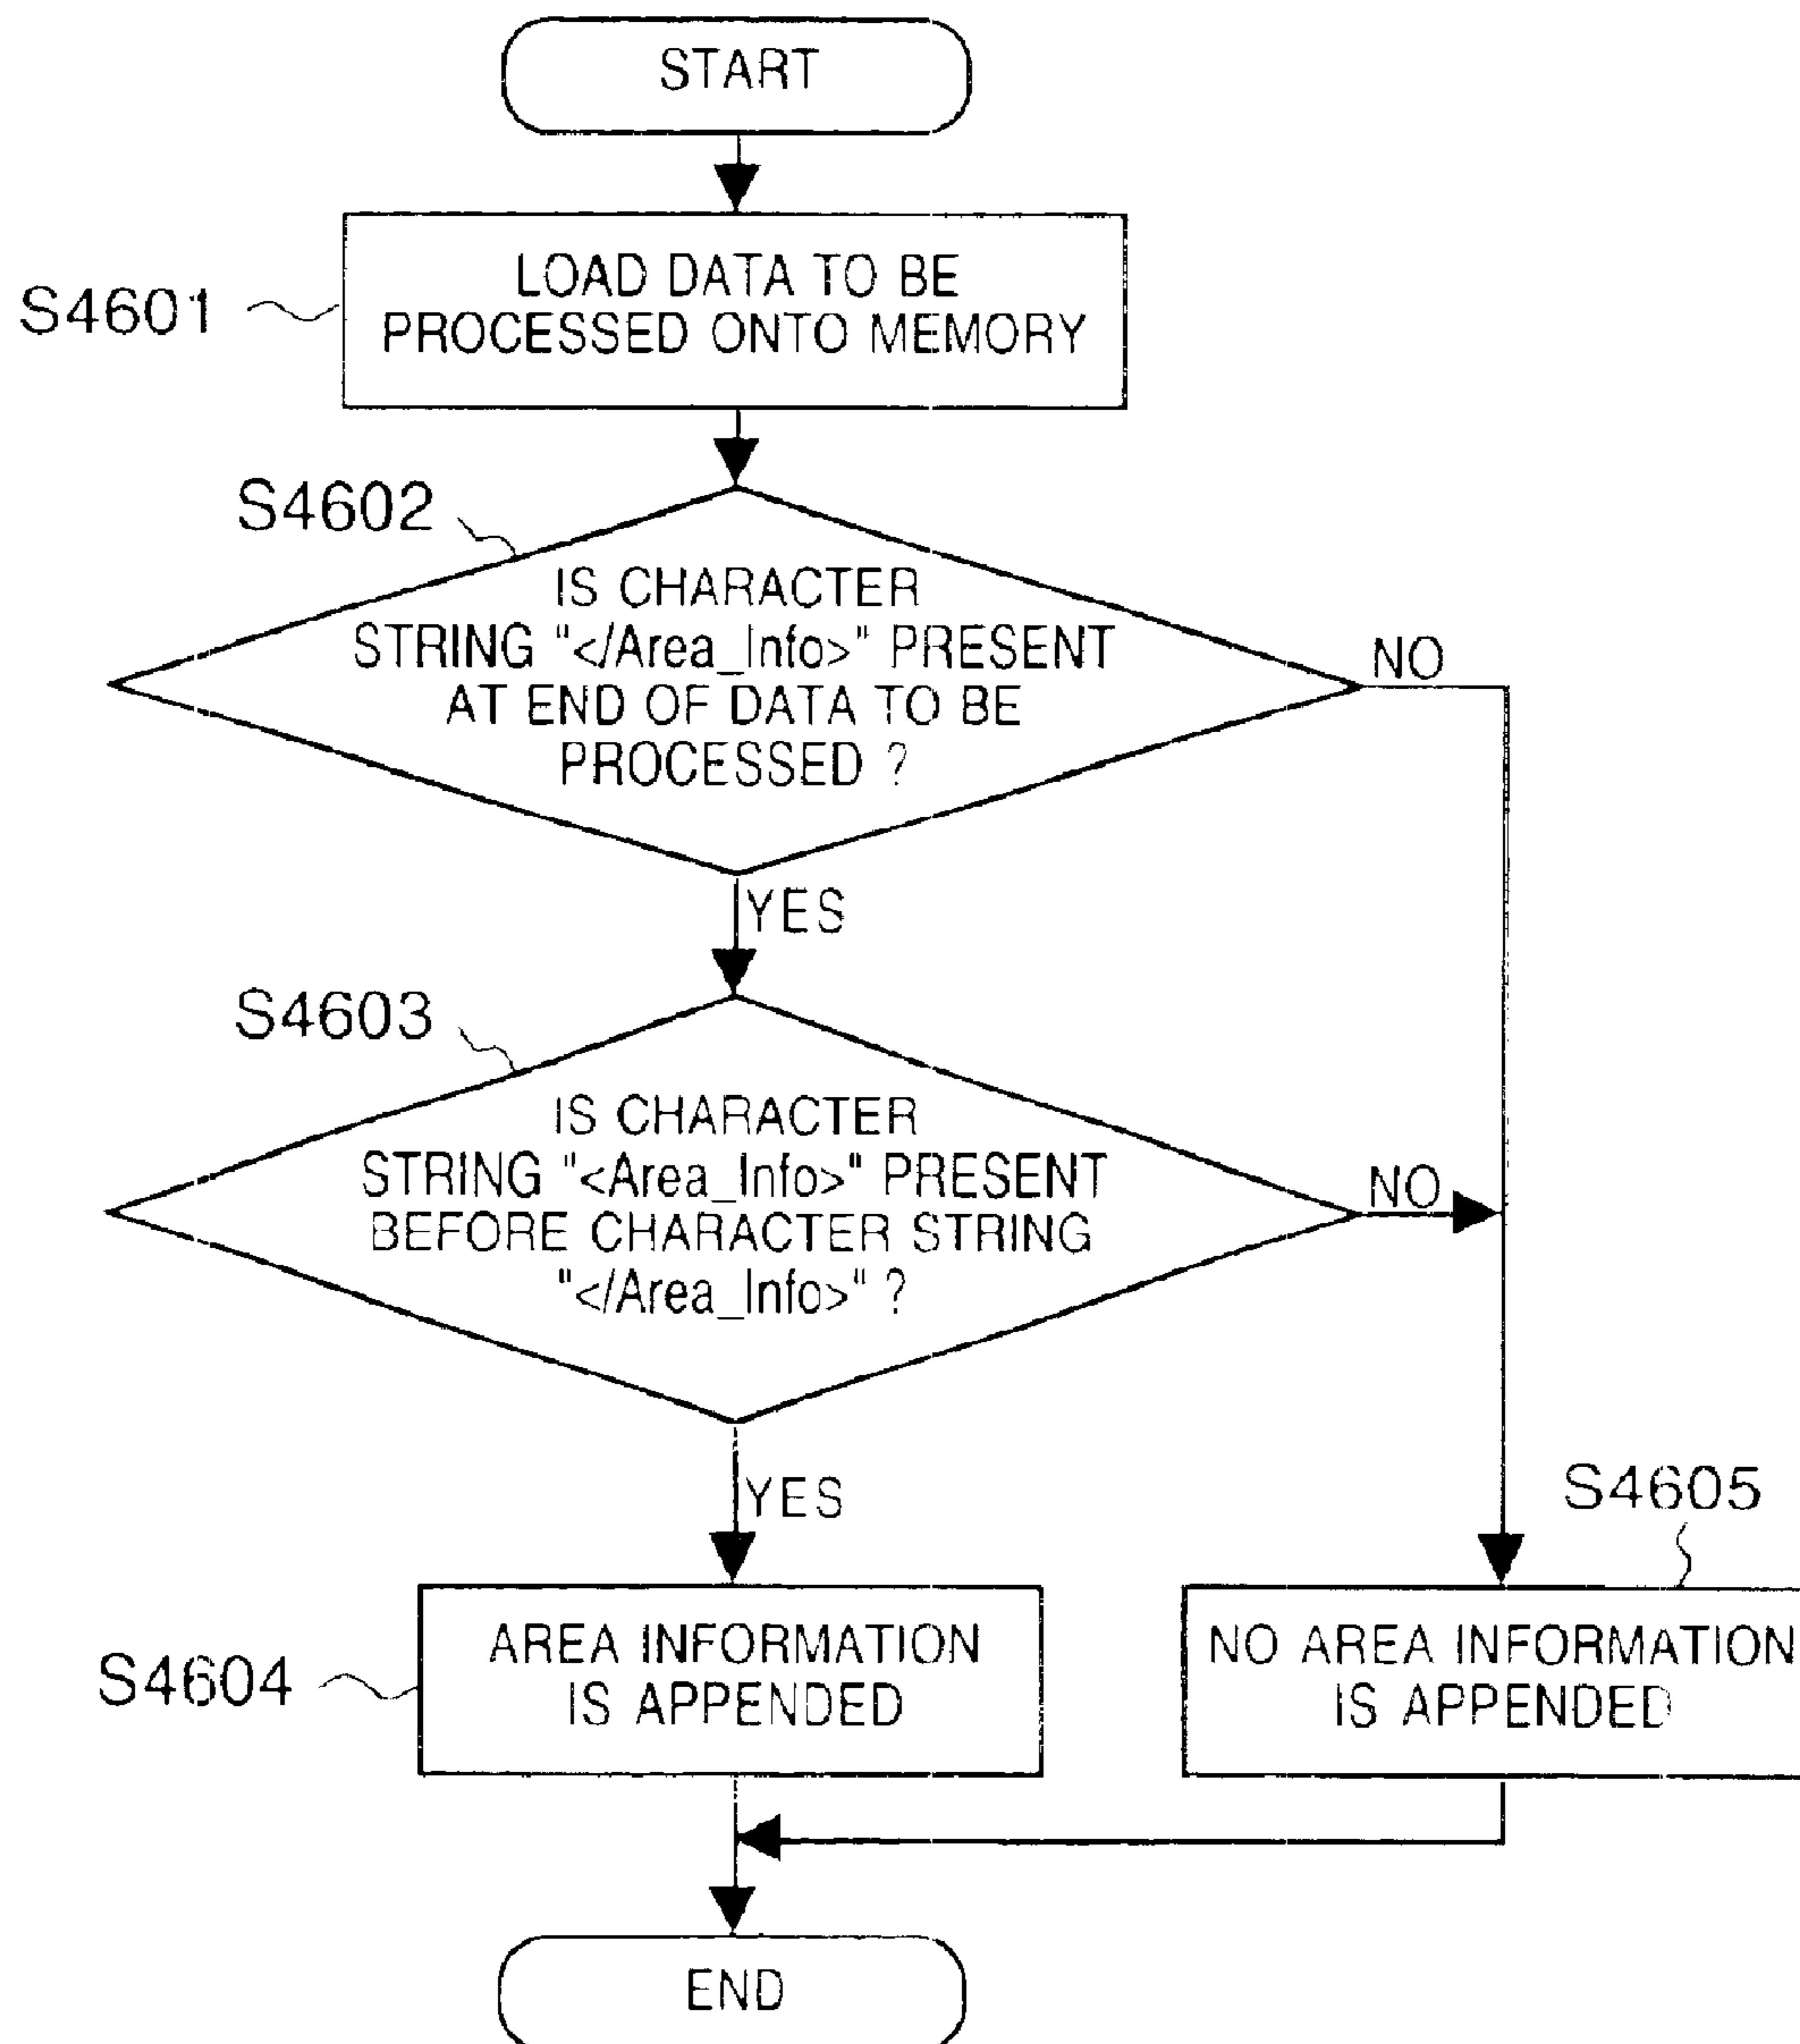 START
S4601
LOAD DATA TO BE
PROCESSED ONTO MEMORY
S4602
IS CHARACTER
STRING "</Area_Info>" PRESENT
AT END OF DATA TO BE
PROCESSED ?
NO
YES
S4603
IS CHARACTER
STRING "<Area_Info>" PRESENT
BEFORE CHARACTER STRING
"</Area_Info>" ?
NO
YES
S4604
AREA INFORMATION
IS APPENDED
S4605
NO AREA INFORMATION
IS APPENDED
END